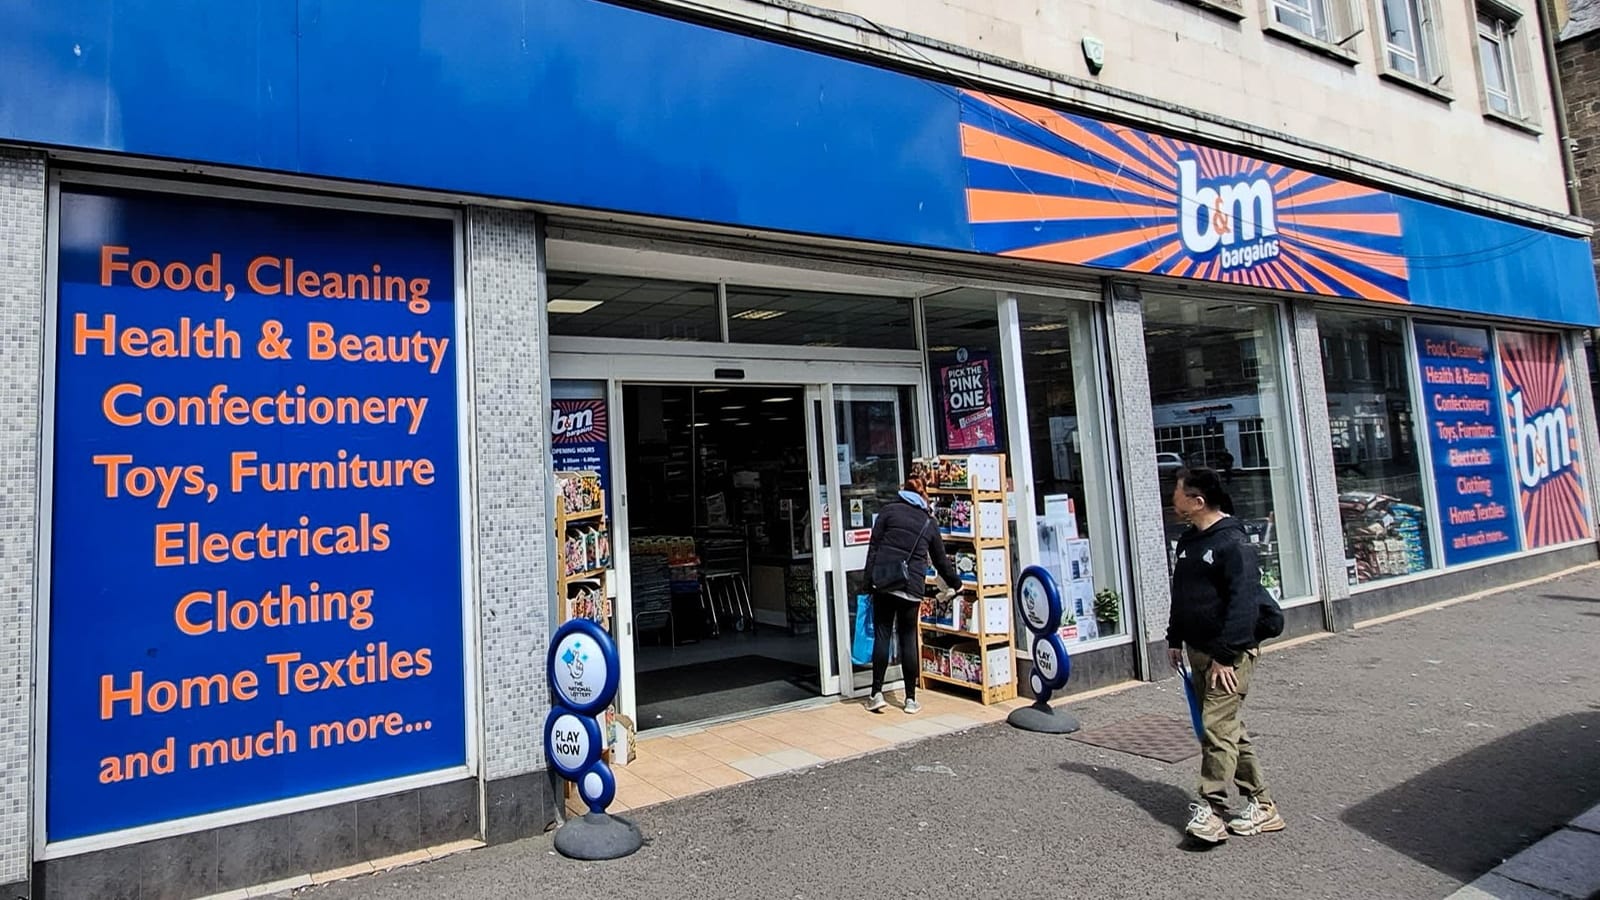 b&m
bargains
Food, Cleaning
Health & Beauty
Confectionery
Toys, Furniture
Electricals
Clothing
Home Textiles
and much more...
b&m
bargains
OPENING HOURS
PICK THE
PINK
ONE
THE
NATIONAL
LOTTERY
PLAY
NOW
PLAY
NOW
Food, Cleaning
Health & Beauty
Confectionery
Toys, Furniture
Electricals
Clothing
Home Textiles
and much more...
b&m